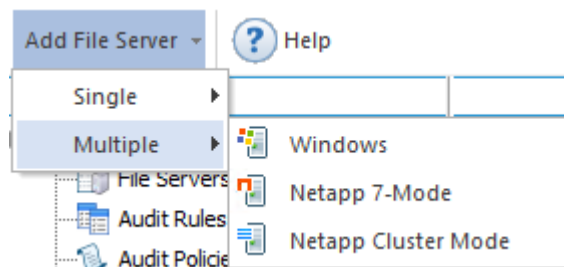 Add File Server
Help
Single
Multiple
Windows
File Servers
Netapp 7-Mode
Audit Rules
Netapp Cluster Mode
Audit Policie